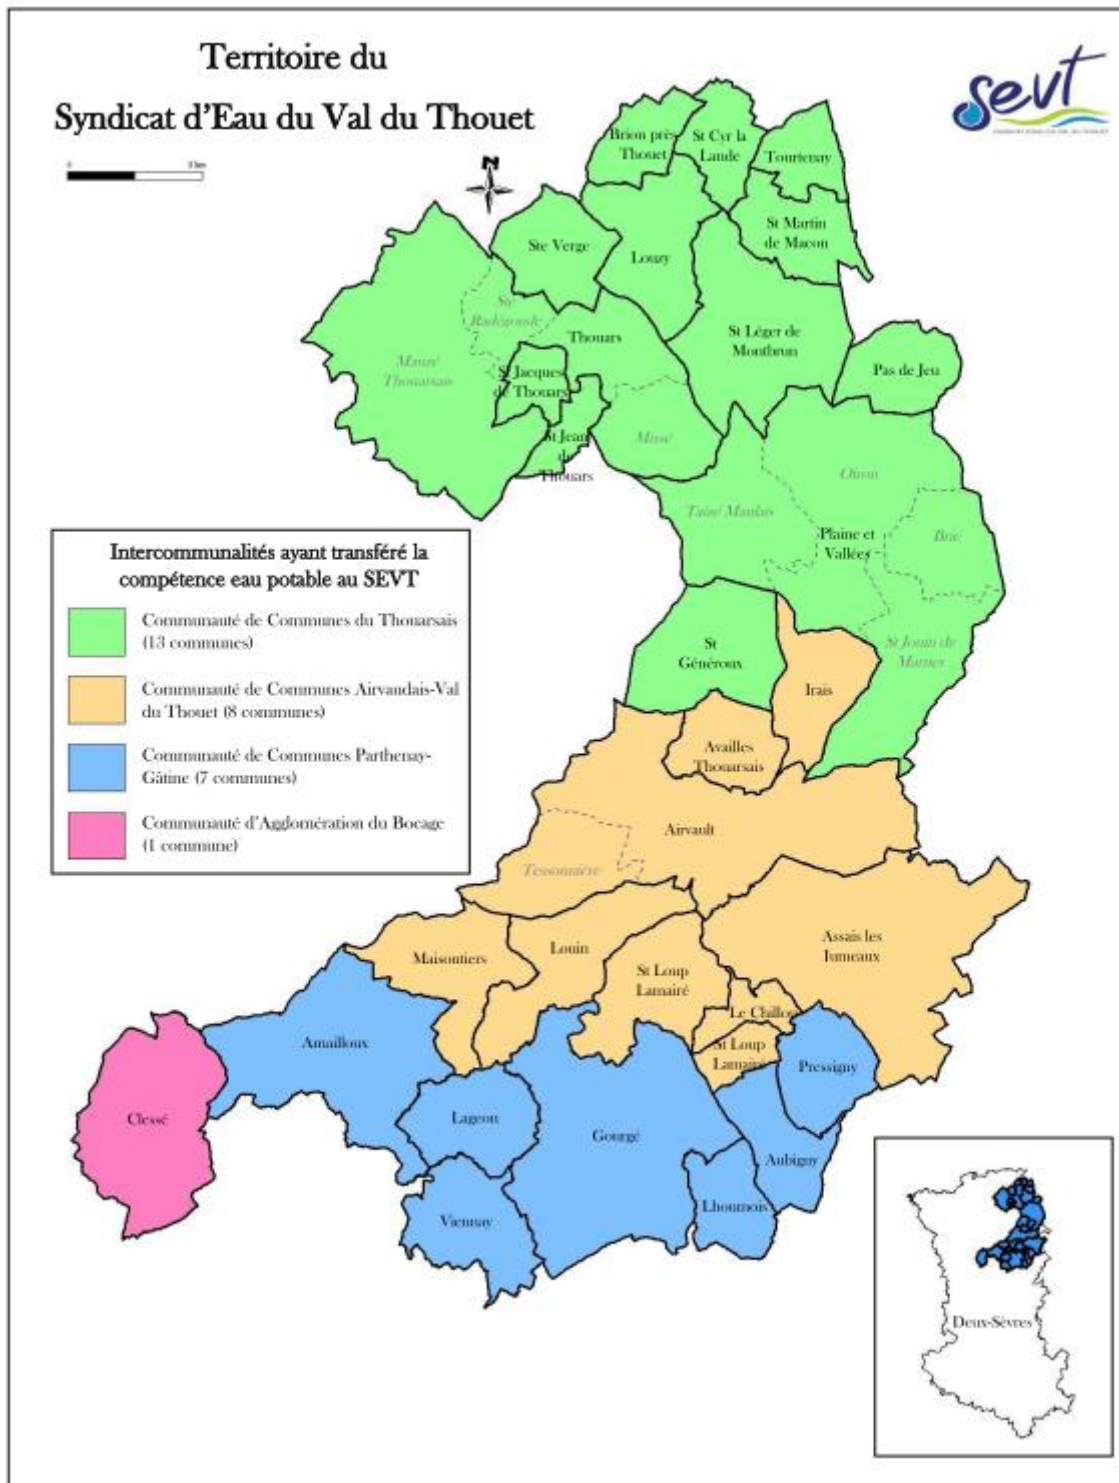 Territoire du
Syndicat d'Eau du Val du Thouet
sevt
0
N
Brion près
Thouet
St Cyr la
Lande
Tourtenay
St Martin
de Macon
Ste Verge
Louzy
Ste
Radegonde
Thouars
St Léger de
Montbrun
Mauzé
Thouarsais
St Jacques
de Thouars
Pas de Jeu
St Jean
de
Thouars
Missé
Oiron
Taizé Maulais
Plaine et
Vallées
Brie
St Jouin de
Marnes
St
Généroux
Irais
Availles
Thouarsais
Airvault
Tessonnière
Assais les
Jumeaux
Maisontiers
Louin
St Loup
Lamairé
Le Chillou
St Loup
Lamairé
Amailloux
Pressigny
Clessé
Lageon
Gourgé
Aubigny
Lhoumois
Viennay
Intercommunalités ayant transféré la
compétence eau potable au SEVT
Communauté de Communes du Thouarsais
(13 communes)
Communauté de Communes Airvaudais-Val
du Thouet (8 communes)
Communauté de Communes Parthenay-
Gâtine (7 communes)
Communauté d'Agglomération du Bocage
(1 commune)
Deux-Sèvres